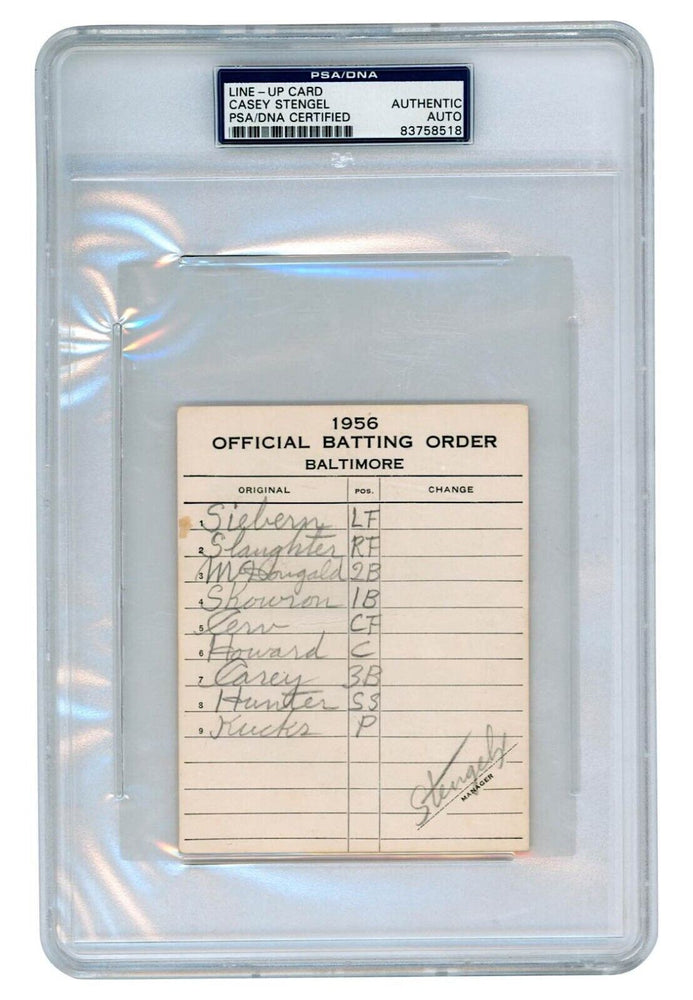 PSA/DNA
LINE-UP CARD
CASEY STENGEL AUTHENTIC
PSA/DNA CERTIFIED AUTO
83758518
1956
OFFICIAL BATTING ORDER
BALTIMORE
ORIGINAL POS. CHANGE
1 Siebern LF
2 Slaughter RF
3 McDougald 2B
4 Skowron 1B
5 Cerv CF
6 Howard C
7 Carey 3B
8 Hunter SS
9 Kucks P
Stengel
MANAGER